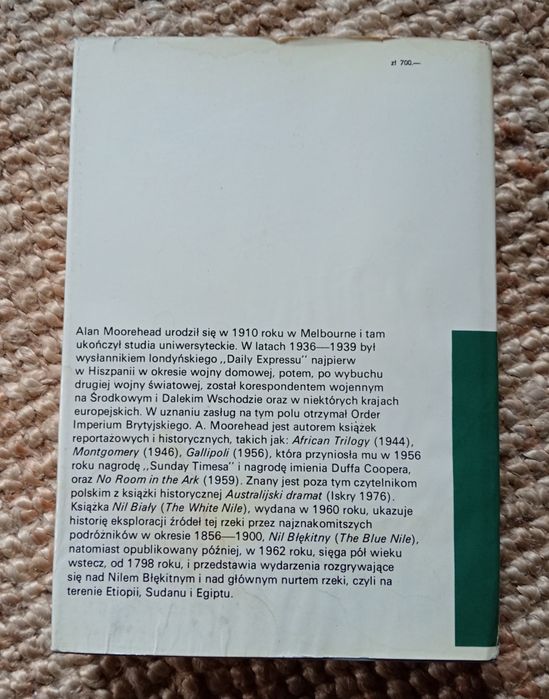 zł 700,—
Alan Moorehead urodził się w 1910 roku w Melbourne i tam
ukończył studia uniwersyteckie. W latach 1936—1939 był
wysłannikiem londyńskiego „Daily Expressu" najpierw
w Hiszpanii w okresie wojny domowej, potem, po wybuchu
drugiej wojny światowej, został korespondentem wojennym
na Środkowym i Dalekim Wschodzie oraz w niektórych krajach
europejskich. W uznaniu zasług na tym polu otrzymał Order
Imperium Brytyjskiego. A. Moorehead jest autorem książek
reportażowych i historycznych, takich jak: African Trilogy (1944),
Montgomery (1946), Gallipoli (1956), która przyniosła mu w 1956
roku nagrodę „Sunday Timesa" i nagrodę imienia Duffa Coopera,
oraz No Room in the Ark (1959). Znany jest poza tym czytelnikom
polskim z książki historycznej Australijski dramat (Iskry 1976).
Książka Nil Biały (The White Nile), wydana w 1960 roku, ukazuje
historię eksploracji źródeł tej rzeki przez najznakomitszych
podróżników w okresie 1856—1900, Nil Błękitny (The Blue Nile),
natomiast opublikowany później, w 1962 roku, sięga pół wieku
wstecz, od 1798 roku, i przedstawia wydarzenia rozgrywające
się nad Nilem Błękitnym i nad głównym nurtem rzeki, czyli na
terenie Etiopii, Sudanu i Egiptu.